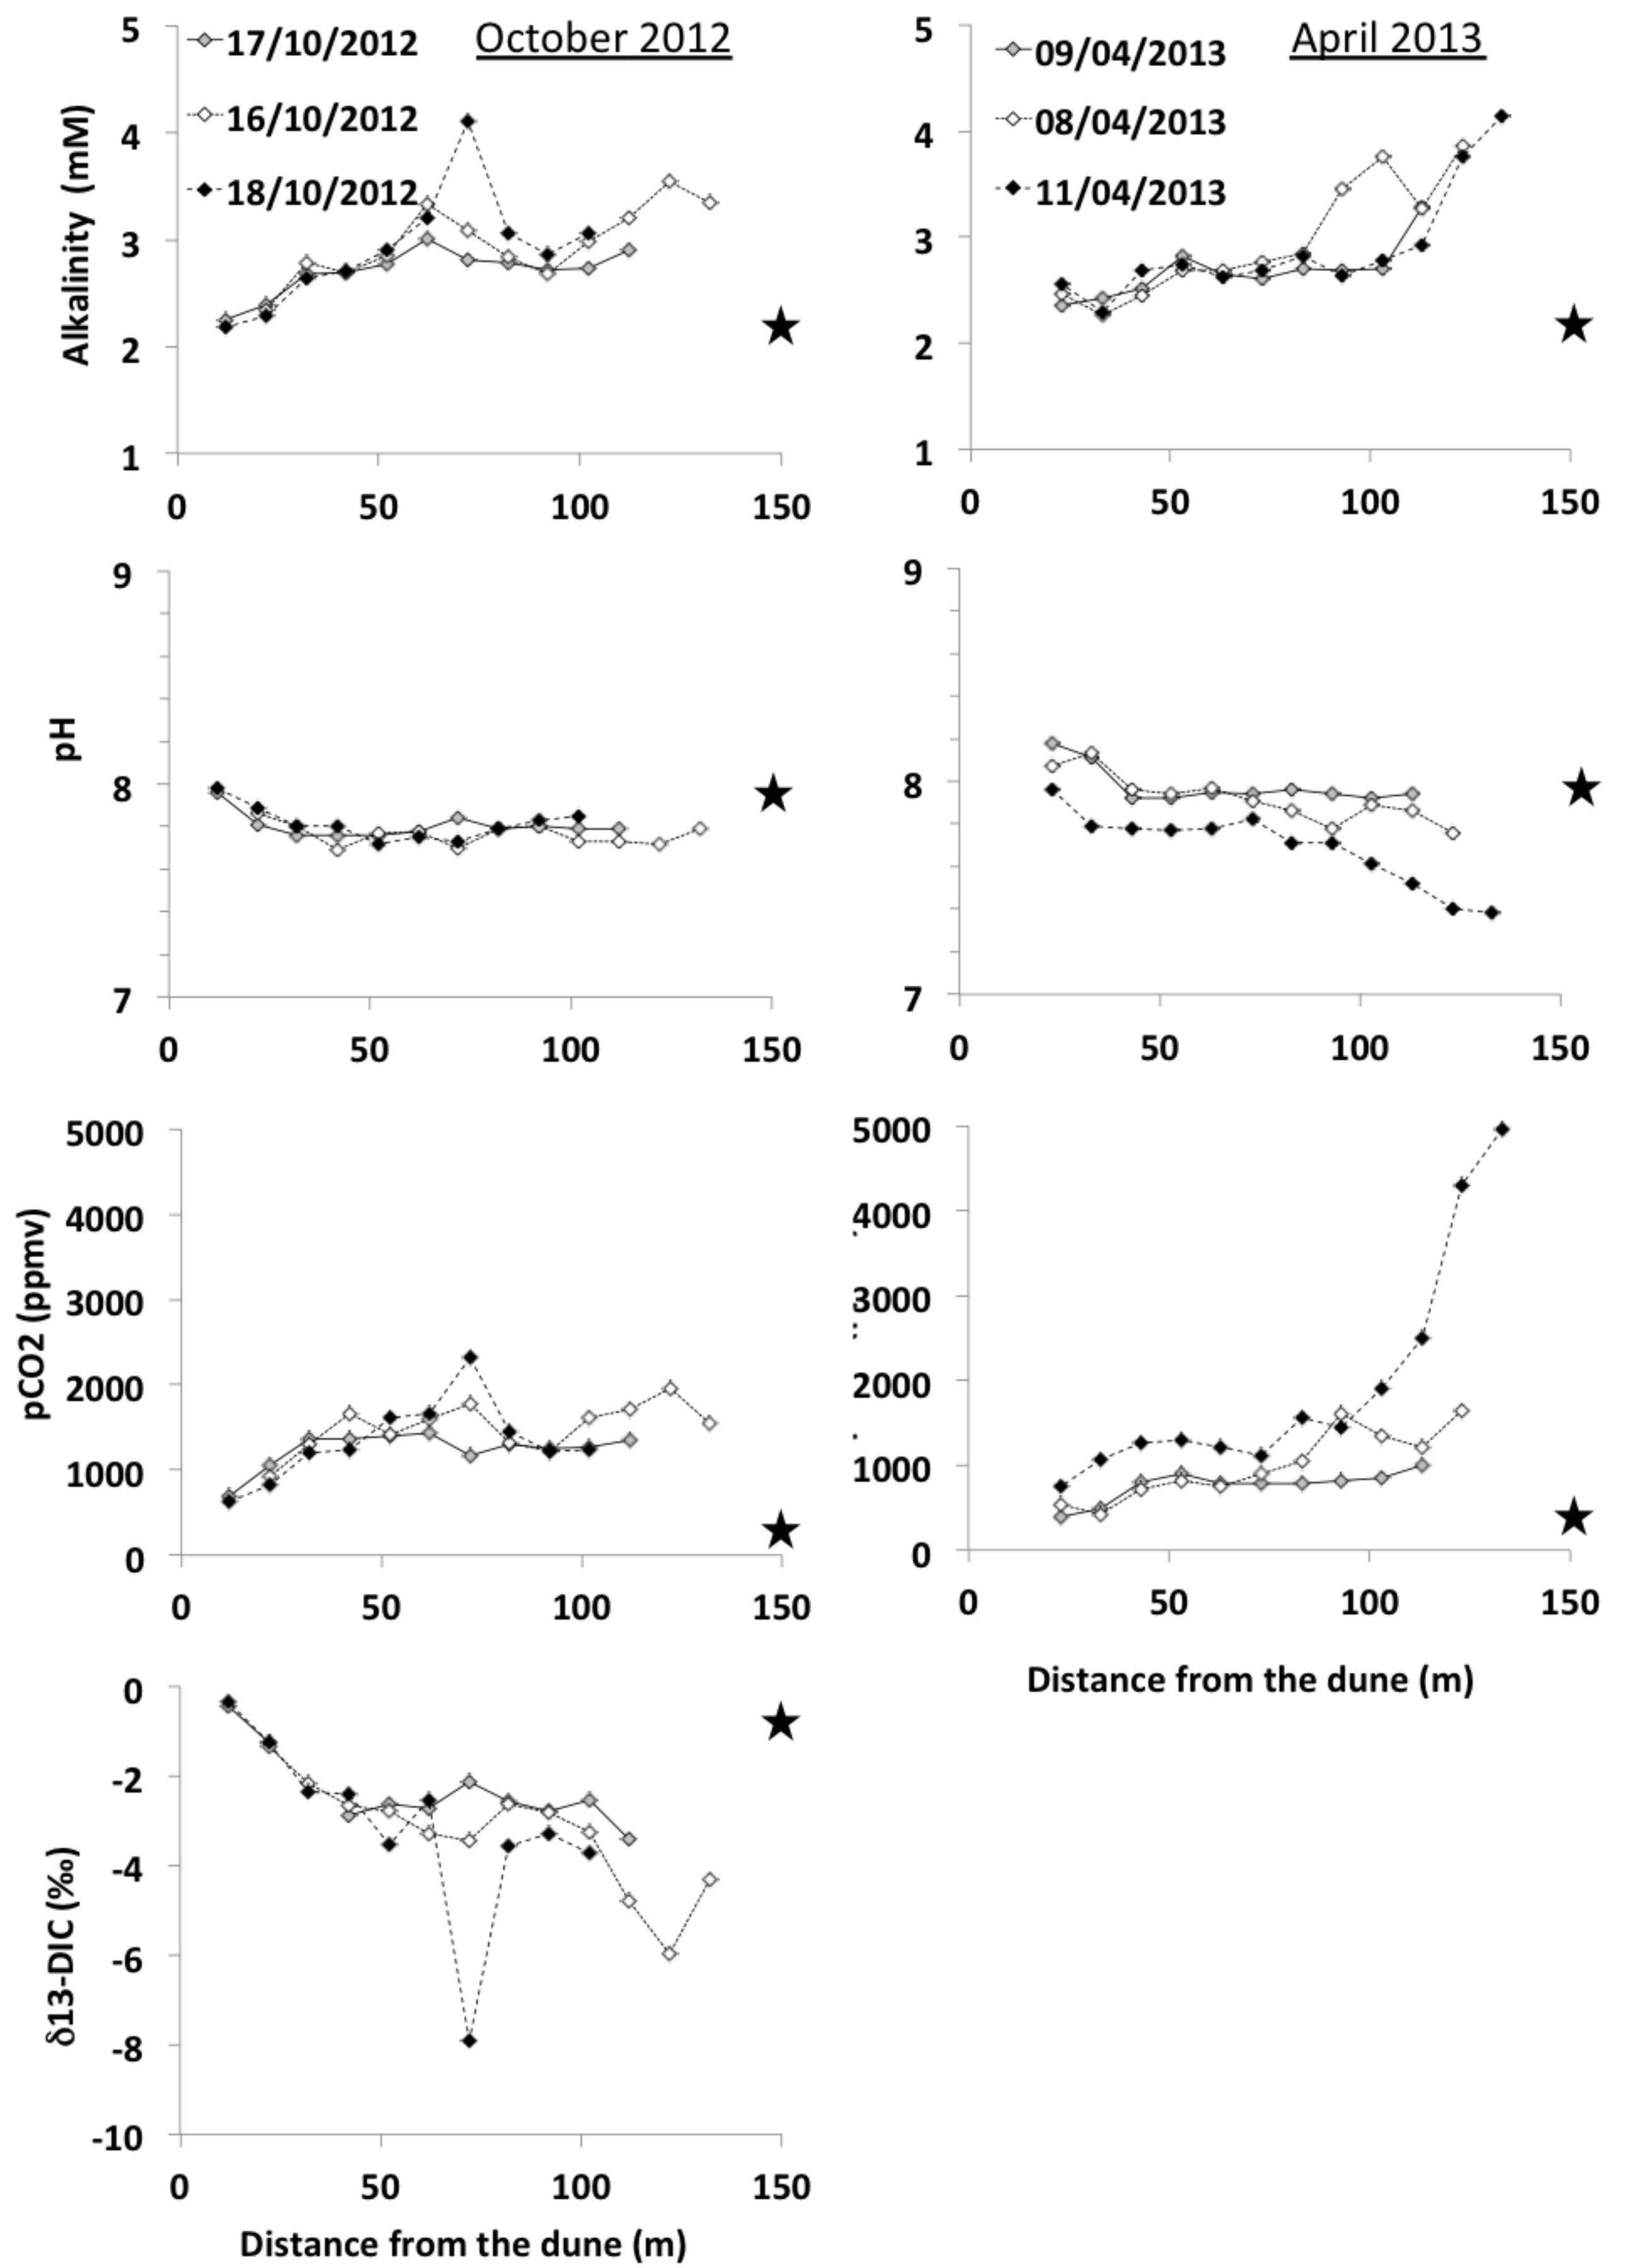 October 2012
17/10/2012
16/10/2012
18/10/2012
Alkalinity (mM)
5
4
3
2
1
0 50 100 150
April 2013
09/04/2013
08/04/2013
11/04/2013
5
4
3
2
1
0 50 100 150
pH
9
8
7
0 50 100 150
9
8
7
0 50 100 150
pCO2 (ppmv)
5000
4000
3000
2000
1000
0
0 50 100 150
5000
4000
3000
2000
1000
0
0 50 100 150
Distance from the dune (m)
δ13-DIC (‰)
0
-2
-4
-6
-8
-10
0 50 100 150
Distance from the dune (m)